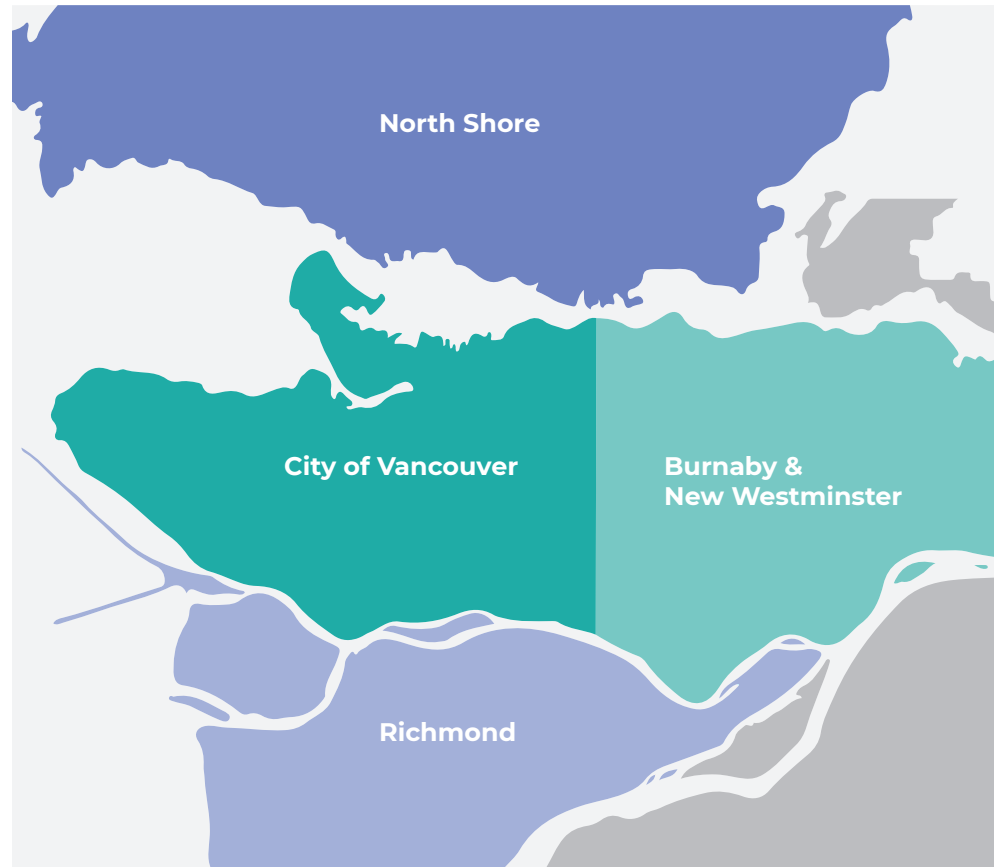 North Shore
City of Vancouver
Burnaby &
New Westminster
Richmond